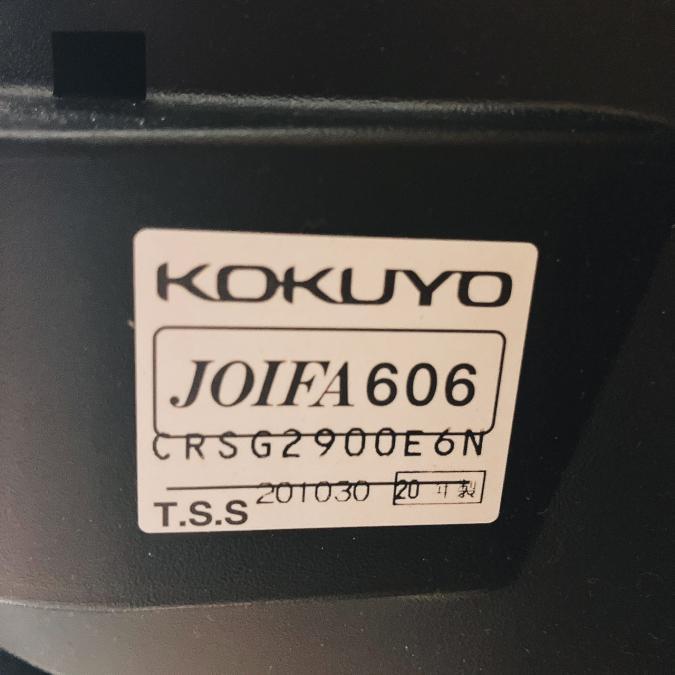 KOKUYO
JOIFA 606
CRSG2900E6N
T.S.S 201030 20年製